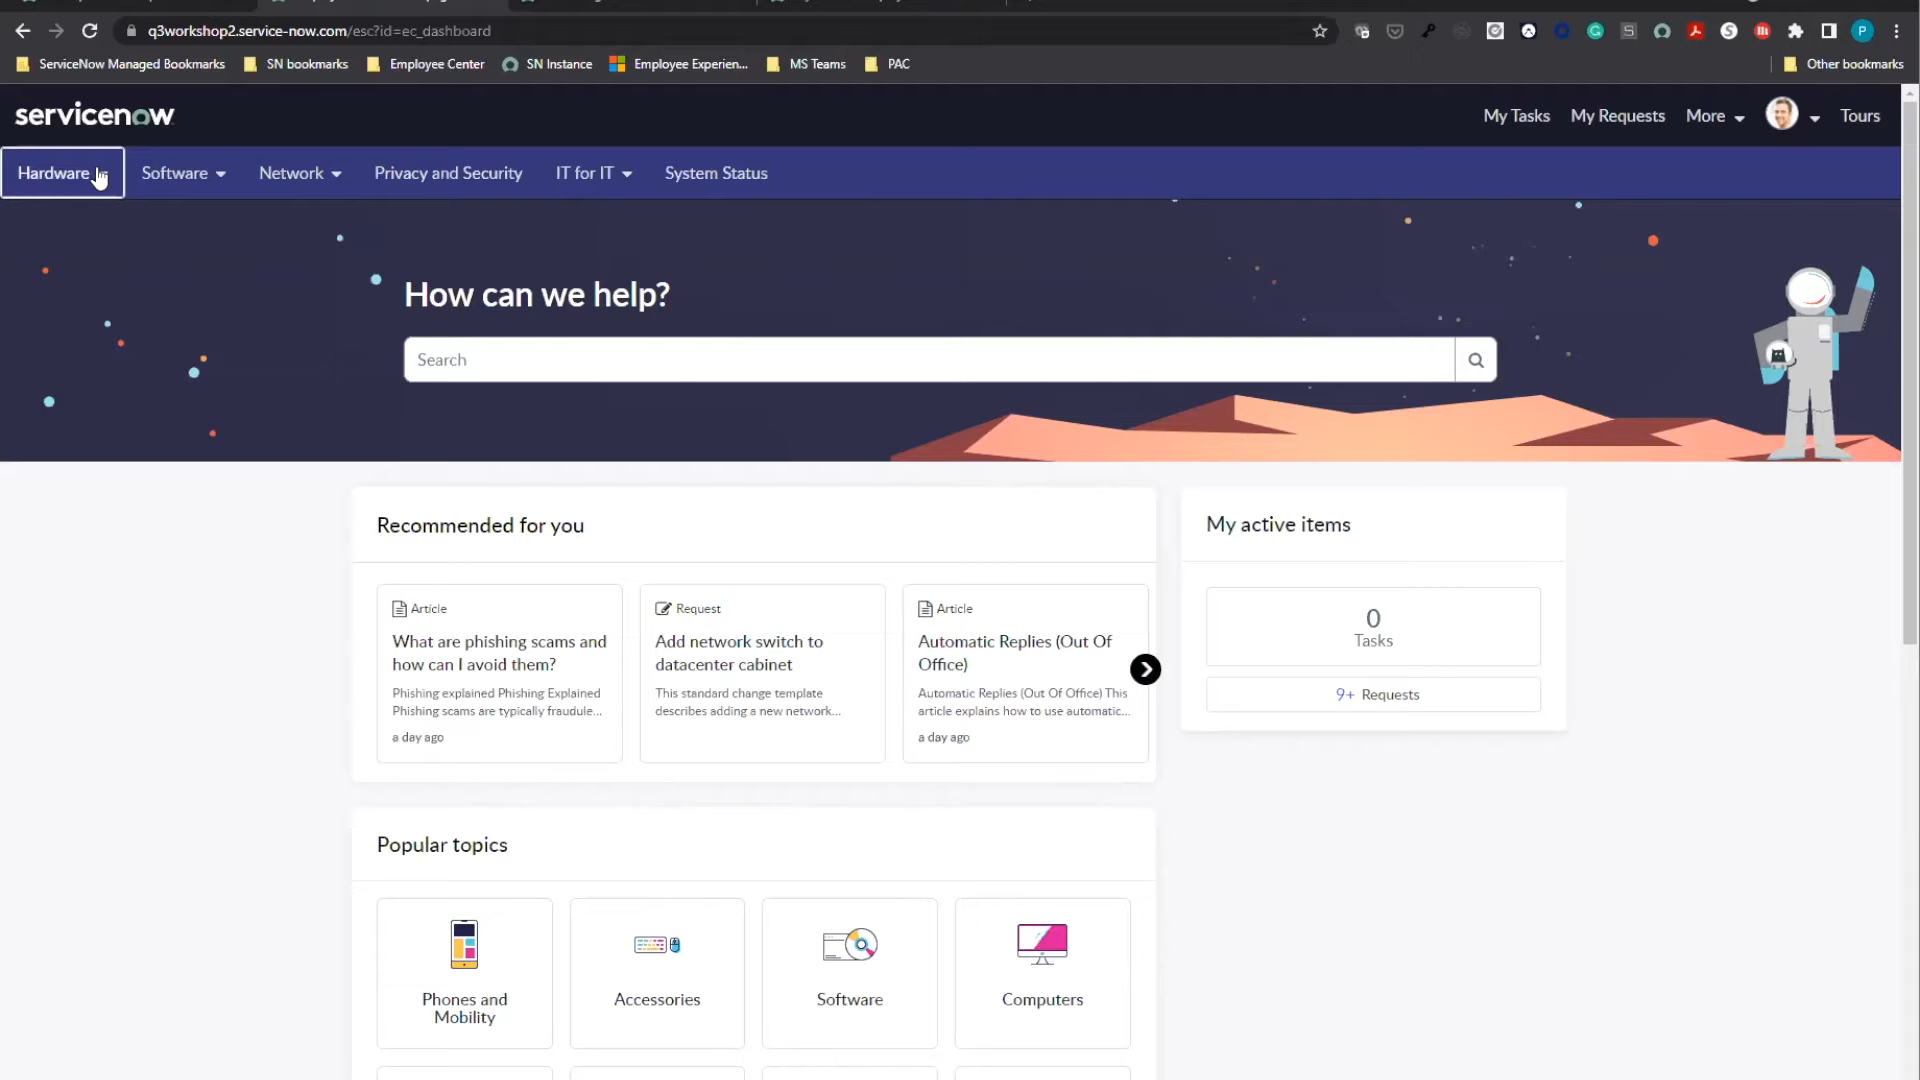 q3workshop2.service-now.com/esc?id=ec_dashboard
ServiceNow Managed Bookmarks SN bookmarks Employee Center SN Instance Employee Experien... MS Teams PAC Other bookmarks
servicenow My Tasks My Requests More Tours
Hardware Software Network Privacy and Security IT for IT System Status
How can we help?
Search
Recommended for you
My active items
Article
What are phishing scams and
how can I avoid them?
Phishing explained Phishing Explained
Phishing scams are typically fraudule...
a day ago
Request
Add network switch to
datacenter cabinet
This standard change template
describes adding a new network...
Article
Automatic Replies (Out Of
Office)
Automatic Replies (Out Of Office) This
article explains how to use automatic...
a day ago
0
Tasks
9+ Requests
Popular topics
Phones and
Mobility
Accessories
Software
Computers